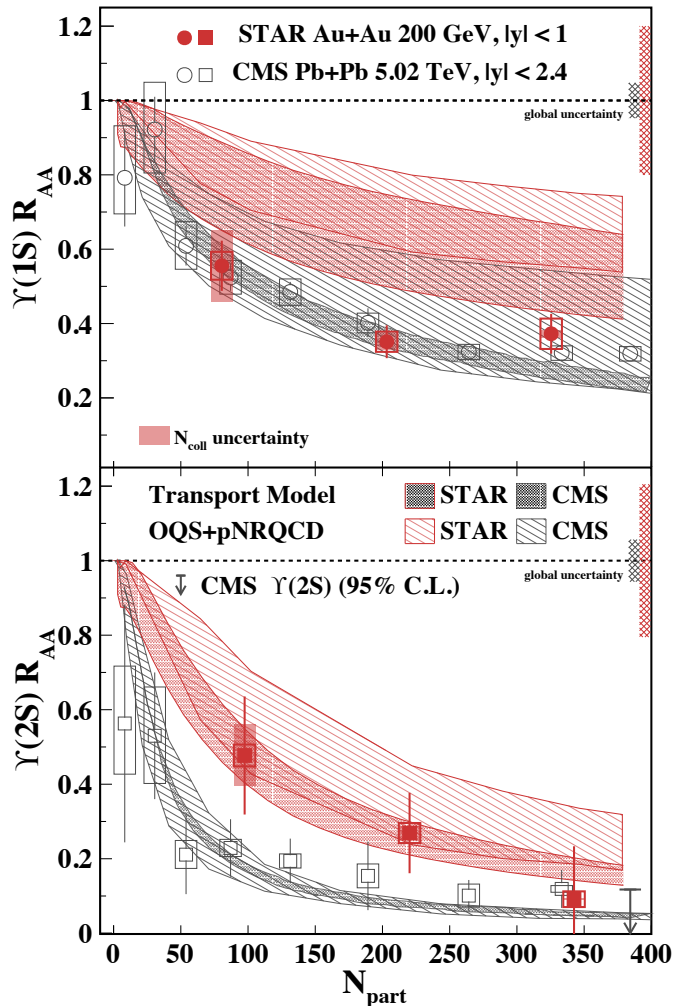 STAR Au+Au 200 GeV, |y| < 1
CMS Pb+Pb 5.02 TeV, |y| < 2.4
global uncertainty
N_coll uncertainty
ϒ(1S) R_AA
1.2
1
0.8
0.6
0.4
0.2
Transport Model STAR CMS
OQS+pNRQCD STAR CMS
global uncertainty
CMS ϒ(2S) (95% C.L.)
ϒ(2S) R_AA
1.2
1
0.8
0.6
0.4
0.2
0
0 50 100 150 200 250 300 350 400
N_part